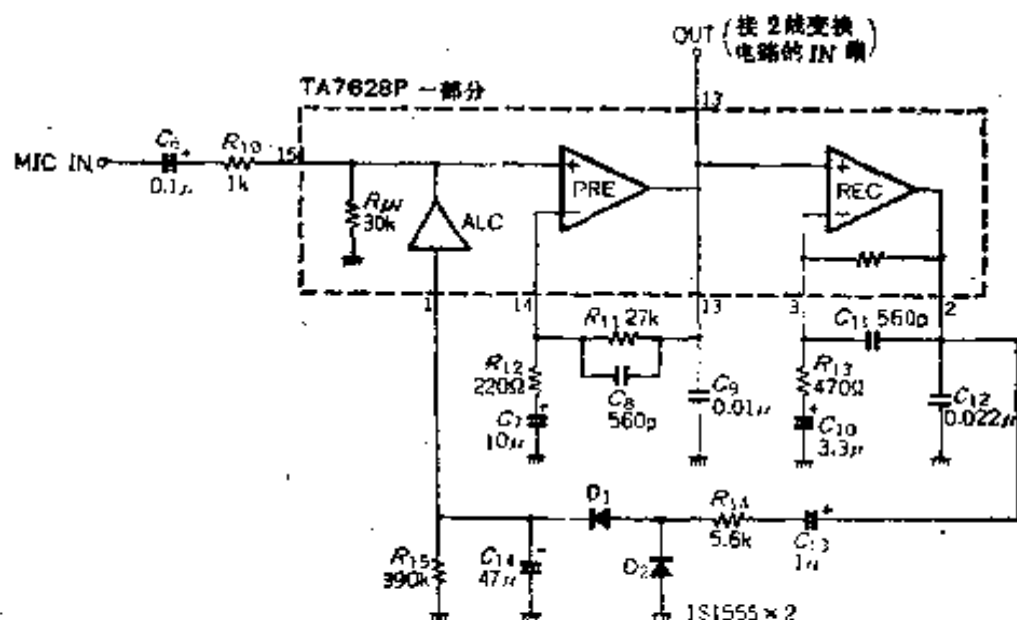 OUT (接 2 线变换
电路的 IN 端)
13
TA7628P 一部分
MIC IN
0.1μ
R10
1k
15
RIN
30k
ALC
+
PRE
−
+
REC
−
1
14
13
3
2
R11 27k
C8
560p
R12
220Ω
C7
10μ
C9
0.01μ
C11 560p
R13
470Ω
C10
3.3μ
C12
0.022μ
D1
R14
5.6k
C13
1μ
R15
390k
C14
47μ
D2
1S1555×2